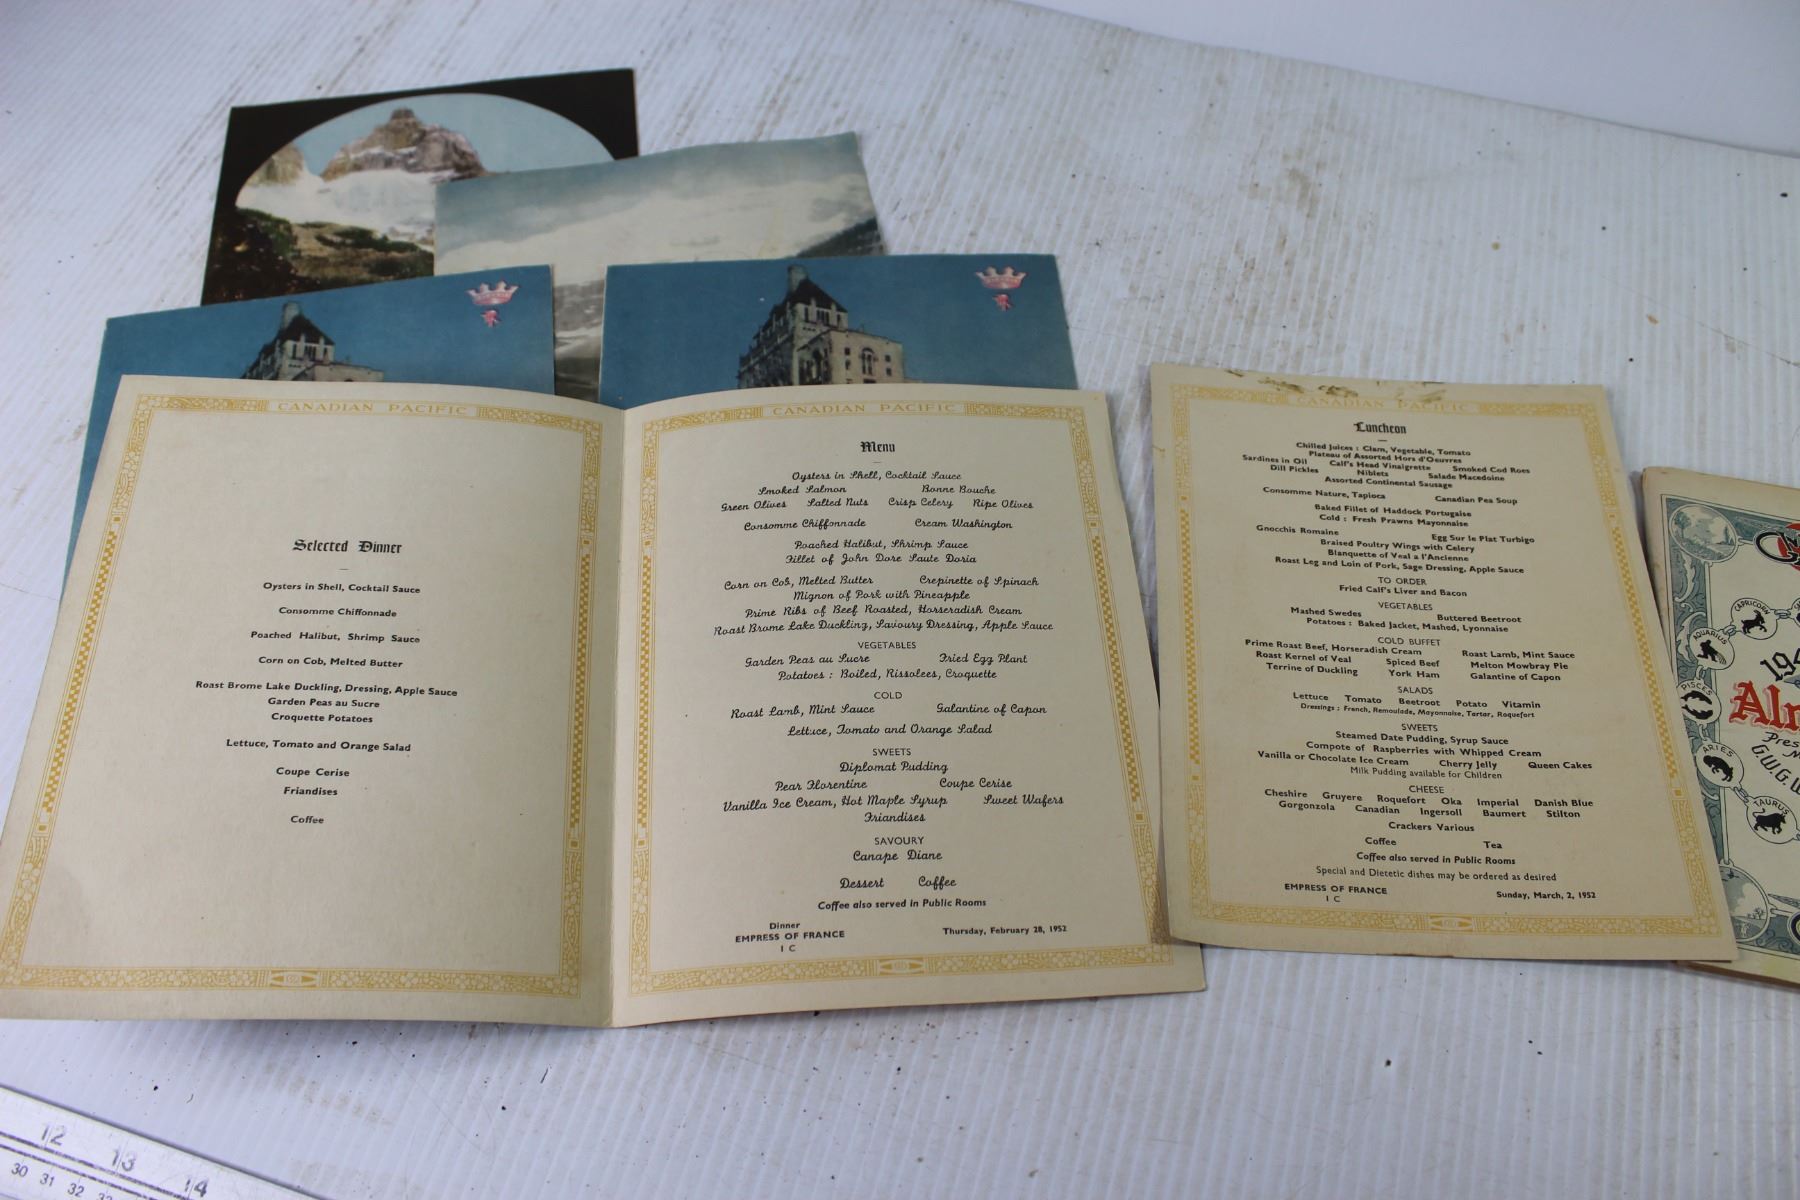 CANADIAN PACIFIC
Selected Dinner
Oysters in Shell, Cocktail Sauce
Consomme Chiffonnade
Poached Halibut, Shrimp Sauce
Corn on Cob, Melted Butter
Roast Brome Lake Duckling, Dressing, Apple Sauce
Garden Peas au Sucre
Croquette Potatoes
Lettuce, Tomato and Orange Salad
Coupe Cerise
Friandises
Coffee
CANADIAN PACIFIC
Menu
Oysters in Shell, Cocktail Sauce
Smoked Salmon Bonne Bouche
Green Olives Salted Nuts Crisp Celery Ripe Olives
Consomme Chiffonnade Cream Washington
Poached Halibut, Shrimp Sauce
Fillet of John Dore Saute Doria
Corn on Cob, Melted Butter Crepinette of Spinach
Mignon of Pork with Pineapple
Prime Ribs of Beef Roasted, Horseradish Cream
Roast Brome Lake Duckling, Savoury Dressing, Apple Sauce
VEGETABLES
Garden Peas au Sucre Fried Egg Plant
Potatoes : Boiled, Rissolees, Croquette
COLD
Roast Lamb, Mint Sauce Galantine of Capon
Lettuce, Tomato and Orange Salad
SWEETS
Diplomat Pudding
Pear Florentine Coupe Cerise
Vanilla Ice Cream, Hot Maple Syrup Sweet Wafers
Friandises
SAVOURY
Canape Diane
Dessert Coffee
Coffee also served in Public Rooms
Dinner
EMPRESS OF FRANCE Thursday, February 28, 1952
1 C
CANADIAN PACIFIC
Luncheon
Chilled Juices : Clam, Vegetable, Tomato
Plateau of Assorted Hors d'Oeuvres
Sardines in Oil Calf's Head Vinaigrette Smoked Cod Roes
Dill Pickles Niblets Salade Macedoine
Assorted Continental Sausage
Consomme Nature, Tapioca Canadian Pea Soup
Baked Fillet of Haddock Portugaise
Cold : Fresh Prawns Mayonnaise
Gnocchis Romaine Egg Sur le Plat Turbigo
Braised Poultry Wings with Celery
Blanquette of Veal a l'Ancienne
Roast Leg and Loin of Pork, Sage Dressing, Apple Sauce
TO ORDER
Fried Calf's Liver and Bacon
VEGETABLES
Mashed Swedes Buttered Beetroot
Potatoes : Baked Jacket, Mashed, Lyonnaise
COLD BUFFET
Prime Roast Beef, Horseradish Cream Roast Lamb, Mint Sauce
Roast Kernel of Veal Spiced Beef Melton Mowbray Pie
Terrine of Duckling York Ham Galantine of Capon
SALADS
Lettuce Tomato Beetroot Potato Vitamin
Dressings : French, Remoulade, Mayonnaise, Tartar, Roquefort
SWEETS
Steamed Date Pudding, Syrup Sauce
Compote of Raspberries with Whipped Cream
Vanilla or Chocolate Ice Cream Cherry Jelly Queen Cakes
Milk Pudding available for Children
CHEESE
Cheshire Gruyere Roquefort Oka Imperial Danish Blue
Gorgonzola Canadian Ingersoll Baumert Stilton
Crackers Various
Coffee Tea
Coffee also served in Public Rooms
Special and Dietetic dishes may be ordered as desired
EMPRESS OF FRANCE Sunday, March, 2, 1952
1 C
CAPRICORN
AQUARIUS
PISCES
ARIES
TAURUS
194
Alm
Pres
G.W.G. W
12 13 14
30 31 32 33